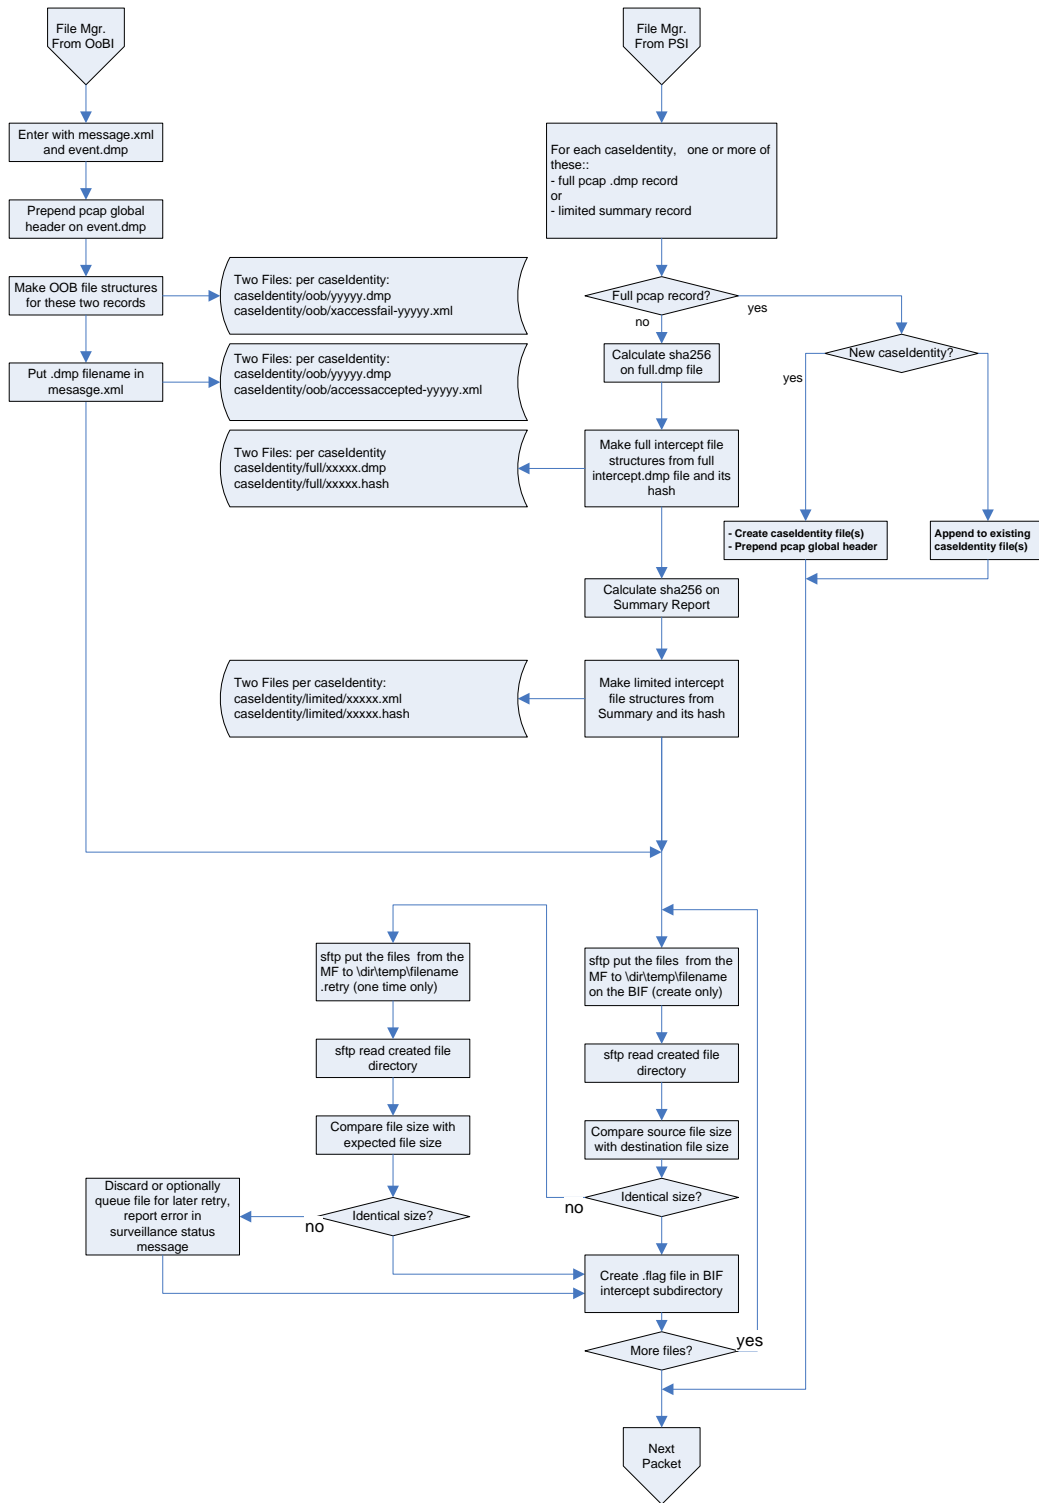 File Mgr.
From OoBI
File Mgr.
From PSI
Enter with message.xml
and event.dmp
For each caseIdentity,   one or more of
these::
- full pcap .dmp record
or
- limited summary record
Prepend pcap global
header on event.dmp
Make OOB file structures
for these two records
Two Files: per caseIdentity:
caseIdentity/oob/yyyyy.dmp
caseIdentity/oob/xaccessfail-yyyyy.xml
Full pcap record?
yes
no
Put .dmp filename in
mesasge.xml
Two Files: per caseIdentity:
caseIdentity/oob/yyyyy.dmp
caseIdentity/oob/accessaccepted-yyyyy.xml
Calculate sha256
on full.dmp file
New caseIdentity?
yes
Two Files: per caseIdentity
caseIdentity/full/xxxxx.dmp
caseIdentity/full/xxxxx.hash
Make full intercept file
structures from full
intercept.dmp file and its
hash
- Create caseIdentity file(s)
- Prepend pcap global header
Append to existing
caseIdentity file(s)
Calculate sha256 on
Summary Report
Two Files per caseIdentity:
caseIdentity/limited/xxxxx.xml
caseIdentity/limited/xxxxx.hash
Make limited intercept
file structures from
Summary and its hash
sftp put the files  from the
MF to \dir\temp\filename
.retry (one time only)
sftp put the files  from the
MF to \dir\temp\filename
on the BIF (create only)
sftp read created file
directory
sftp read created file
directory
Compare file size with
expected file size
Compare source file size
with destination file size
Discard or optionally
queue file for later retry,
report error in
surveillance status
message
no
Identical size?
no
Identical size?
Create .flag file in BIF
intercept subdirectory
More files?
yes
Next
Packet